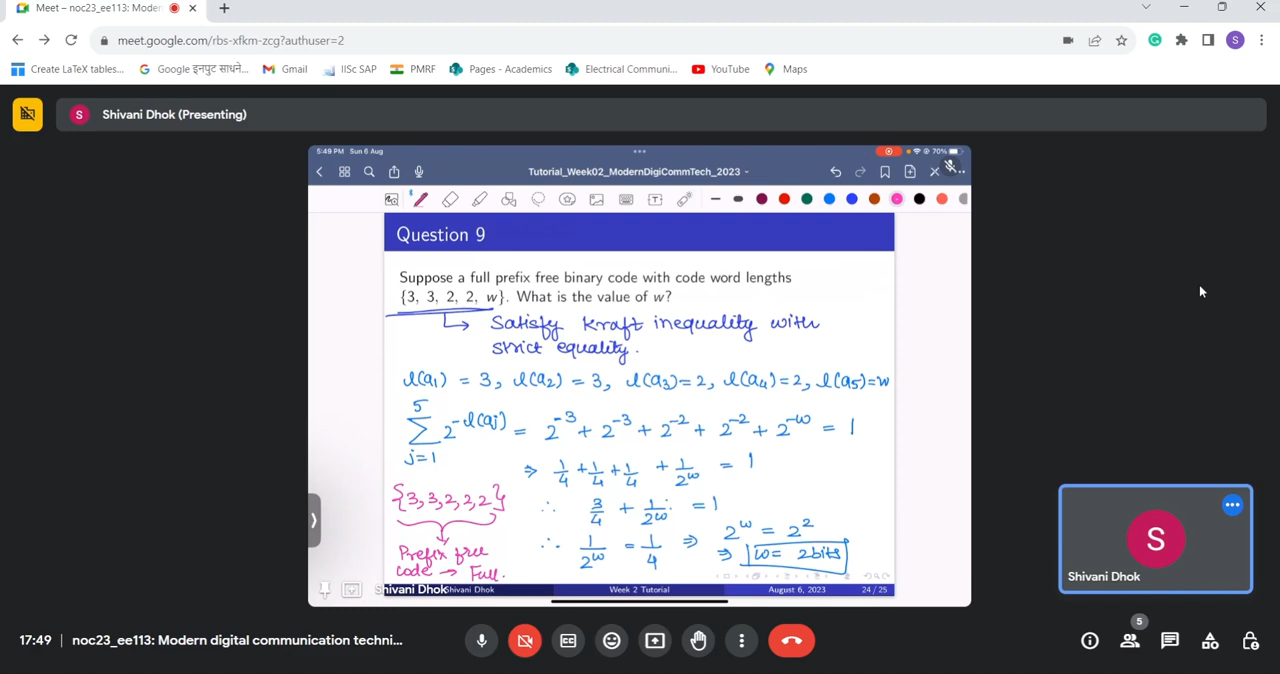 Meet – noc23_ee113: Moder
meet.google.com/rbs-xfkm-zcg?authuser=2
S
Create LaTeX tables...
Google इनपुट साधने...
Gmail
IISc SAP
PMRF
Pages - Academics
Electrical Communi...
YouTube
Maps
S
Shivani Dhok (Presenting)
5:49 PM Sun 6 Aug
70%
Tutorial_Week02_ModernDigiCommTech_2023
Question 9
Suppose a full prefix free binary code with code word lengths
{3, 3, 2, 2, w}. What is the value of w?
↳ Satisfy Kraft inequality with
strict equality.
l(a₁) = 3, l(a₂) = 3, l(a₃)=2, l(a₄)=2, l(a₅)=w
5
∑ 2^-l(aj) = 2^-3 + 2^-3 + 2^-2 + 2^-2 + 2^-w = 1
j=1
⇒ 1/4 + 1/4 + 1/4 + 1/2^w = 1
{3,3,2,2,2}
∴ 3/4 + 1/2^w = 1
∴ 1/2^w = 1/4 ⇒ 2^w = 2^2
⇒ w = 2bits
Prefix free
code → Full.
Shivani Dhok
Shivani Dhok
Week 2 Tutorial
August 6, 2023
24 / 25
S
Shivani Dhok
17:49 | noc23_ee113: Modern digital communication techni...
5